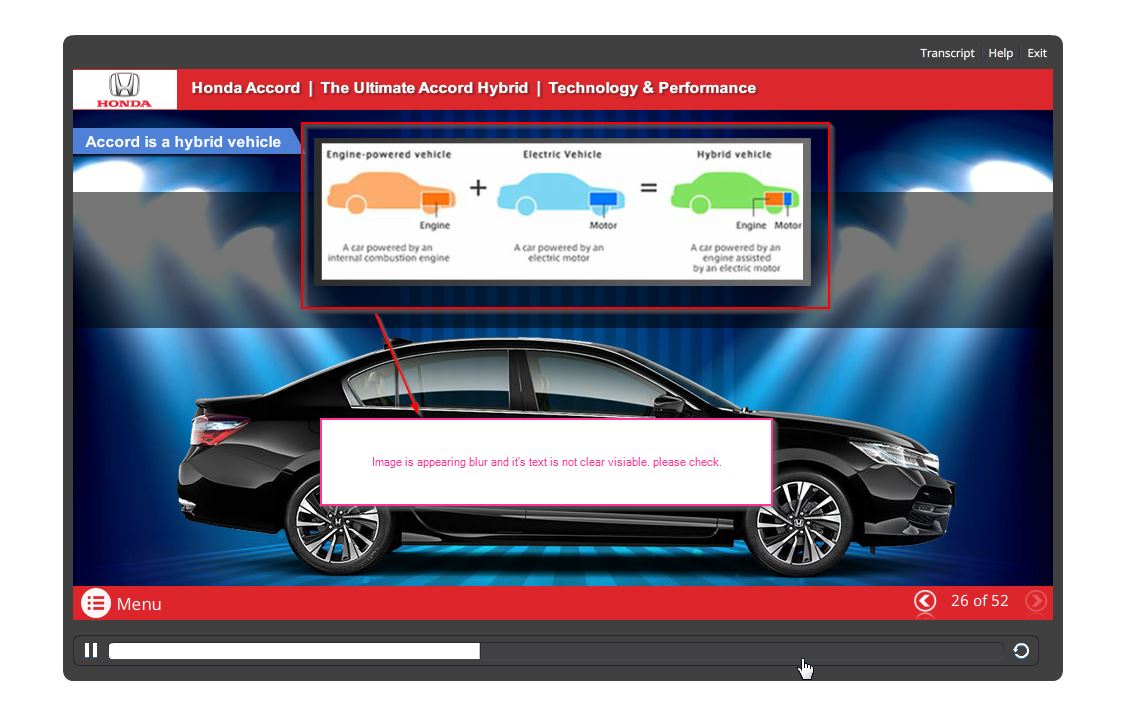 Transcript Help Exit
HONDA
Honda Accord | The Ultimate Accord Hybrid | Technology & Performance
Accord is a hybrid vehicle
Engine-powered vehicle
Electric Vehicle
Hybrid vehicle
+
=
Engine
Motor
Engine Motor
A car powered by an
internal combustion engine
A car powered by an
electric motor
A car powered by an
engine assisted
by an electric motor
Image is appearing blur and it's text is not clear visiable. please check.
Menu
26 of 52